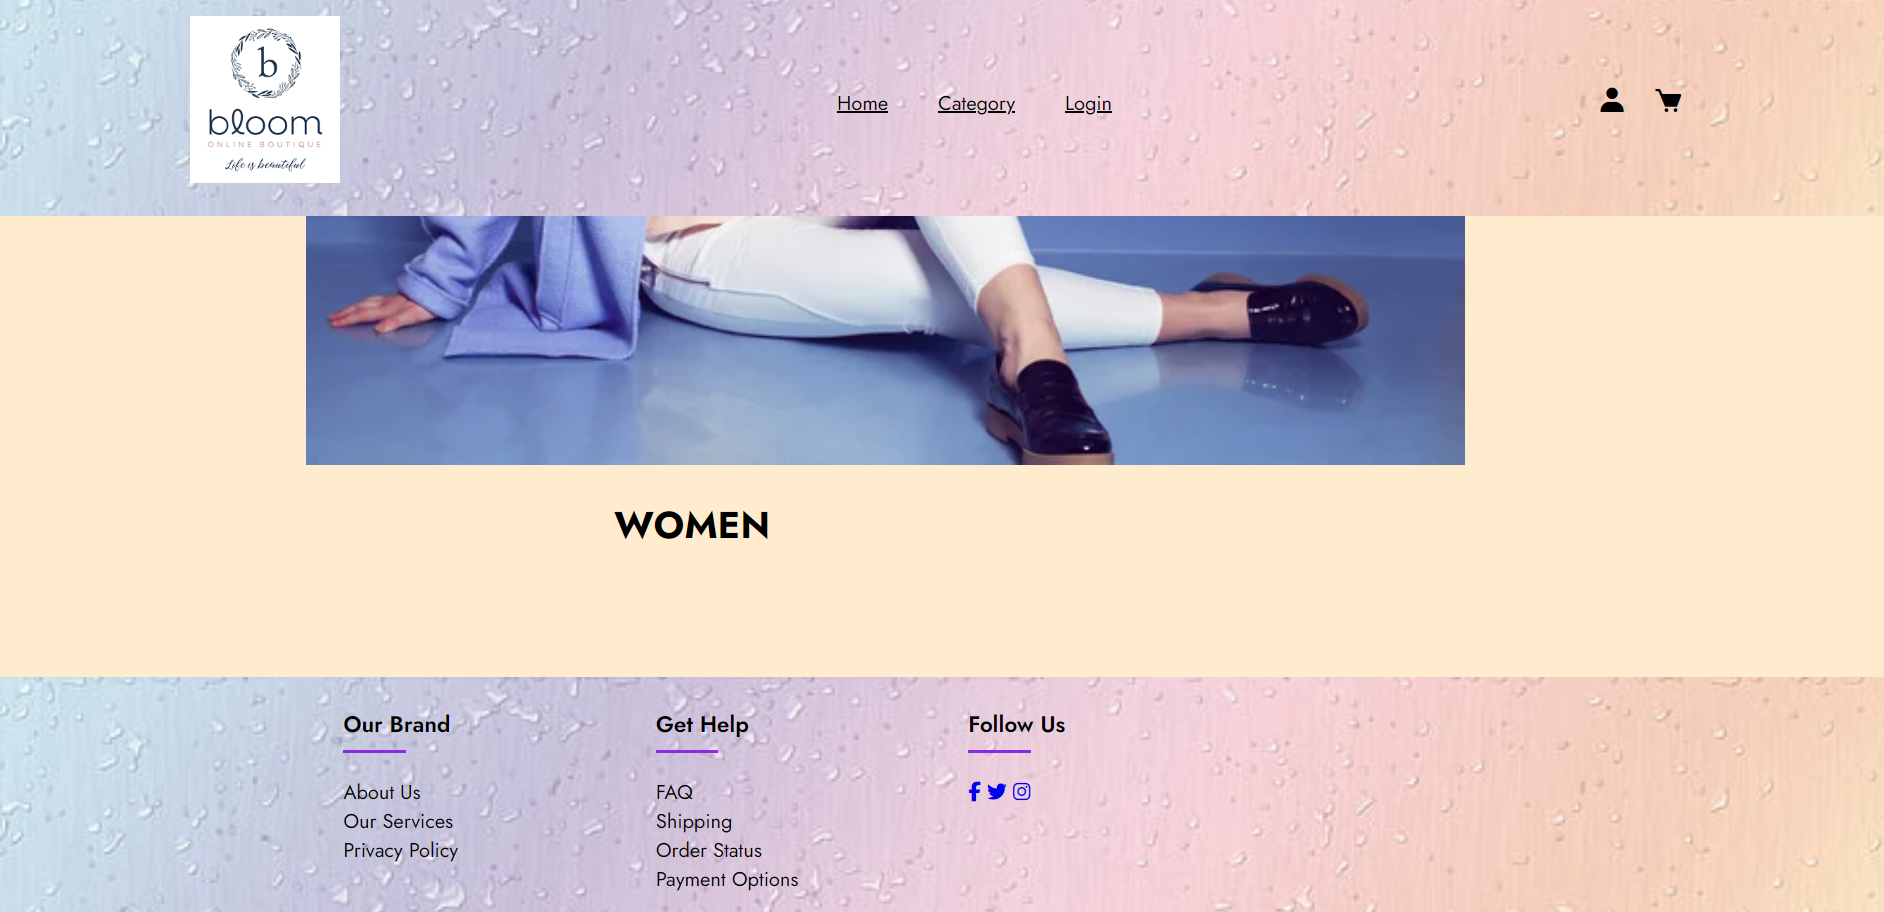 b
bloom
ONLINE BOUTIQUE
Life is beautiful
Home Category Login
WOMEN
Our Brand
About Us
Our Services
Privacy Policy
Get Help
FAQ
Shipping
Order Status
Payment Options
Follow Us